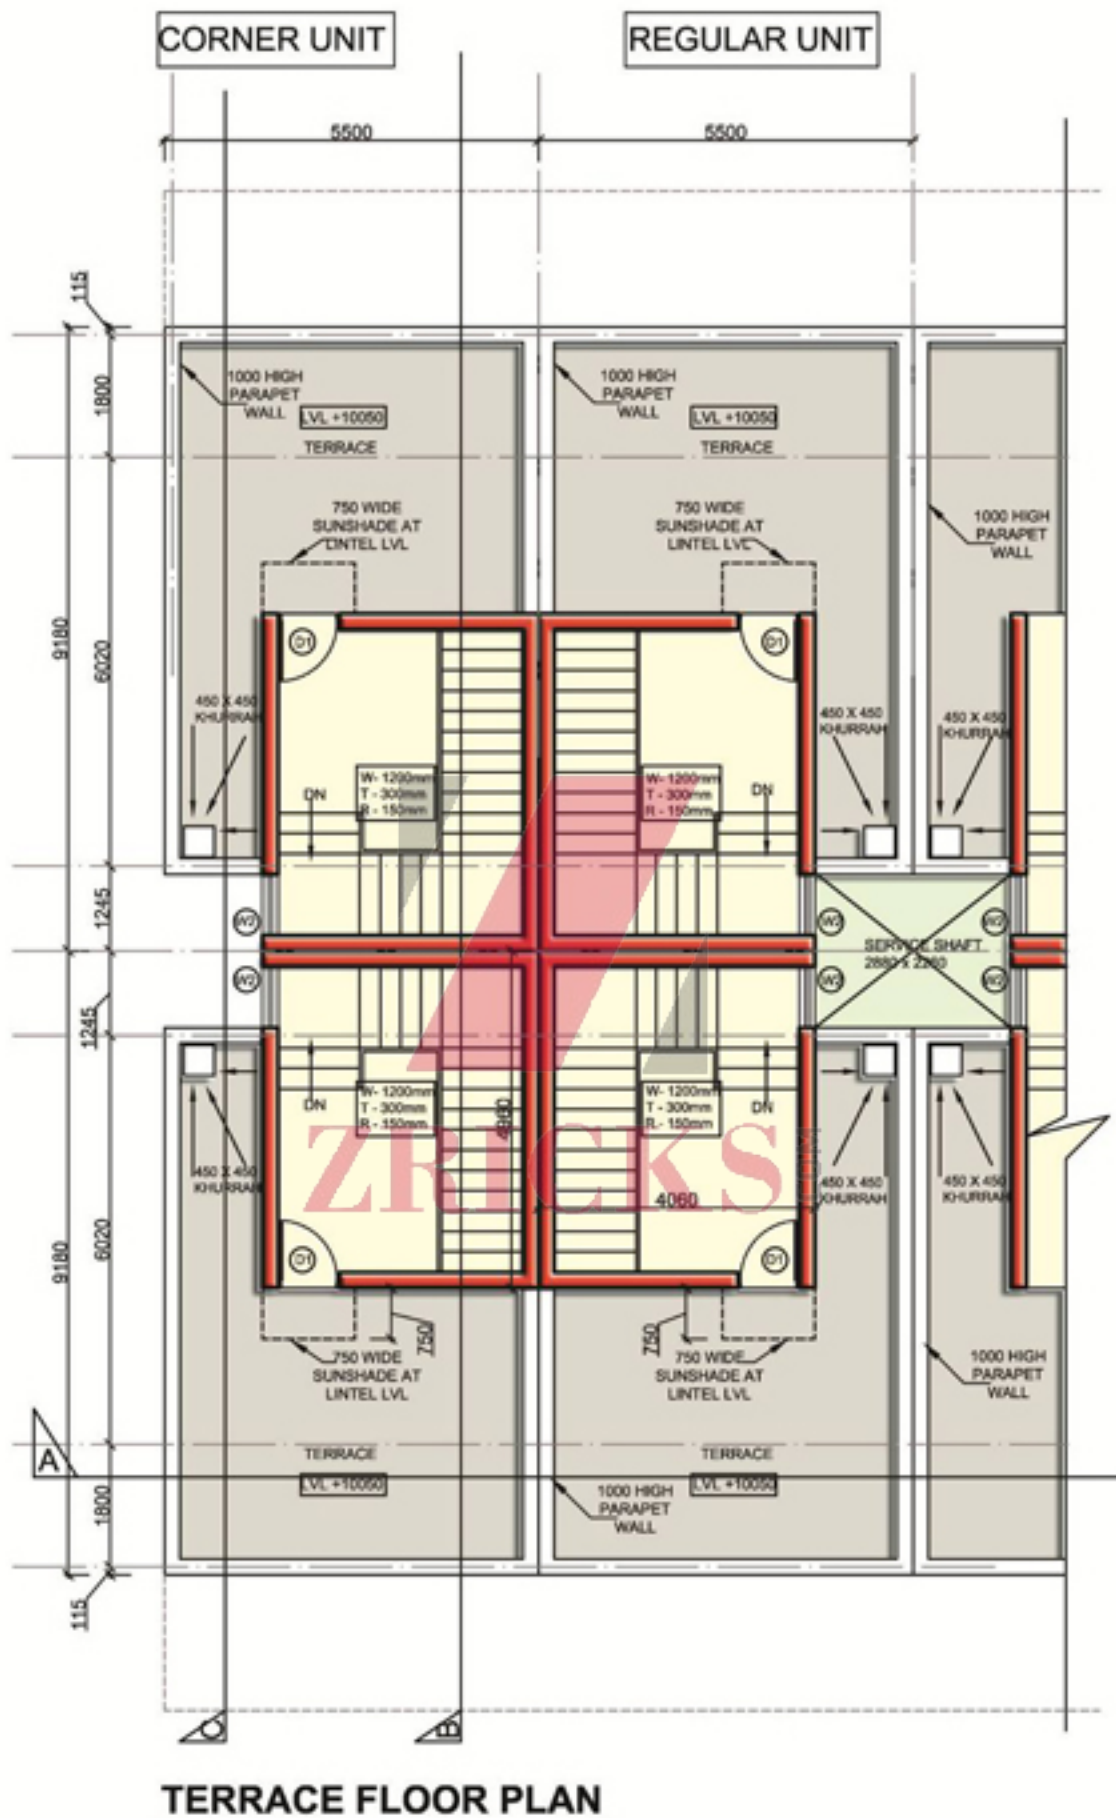 CORNER UNIT
REGULAR UNIT
5500
5500
115
1800
9180
6020
1245
1000 HIGH
PARAPET
WALL
LVL +10050
TERRACE
1000 HIGH
PARAPET
WALL
LVL +10050
TERRACE
750 WIDE
SUNSHADE AT
LINTEL LVL
750 WIDE
SUNSHADE AT
LINTEL LVL
1000 HIGH
PARAPET
WALL
D1
D1
450 X 450
KHURRAH
450 X 450
KHURRAH
450 X 450
KHURRAH
W- 1200mm
T - 300mm
R - 150mm
W- 1200mm
T - 300mm
R - 150mm
DN
DN
W2
W2
W2
SERVICE SHAFT
W2
W2
W2
1245
6020
9180
1800
115
DN
W- 1200mm
T - 300mm
R - 150mm
W- 1200mm
T - 300mm
R - 150mm
DN
ZRICKS
.COM
450 X 450
KHURRAH
450 X 450
KHURRAH
450 X 450
KHURRAH
4060
D1
D1
750
750
750 WIDE
SUNSHADE AT
LINTEL LVL
750 WIDE
SUNSHADE AT
LINTEL LVL
1000 HIGH
PARAPET
WALL
TERRACE
LVL +10050
1000 HIGH
PARAPET
WALL
TERRACE
LVL +10050
A
C
B
TERRACE FLOOR PLAN